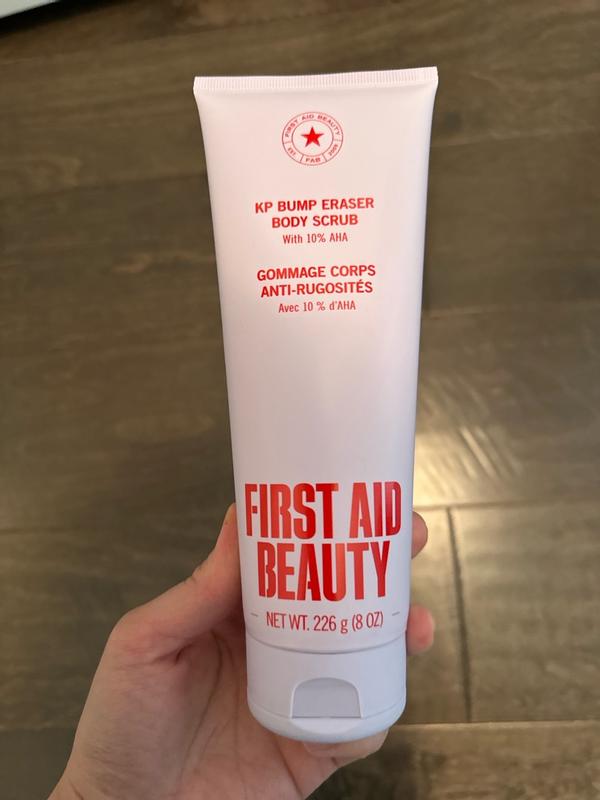 FIRST AID BEAUTY
EST. FAB 2009
KP BUMP ERASER
BODY SCRUB
With 10% AHA
GOMMAGE CORPS
ANTI-RUGOSITÉS
Avec 10 % d'AHA
FIRST AID
BEAUTY
NET WT. 226 g (8 OZ)